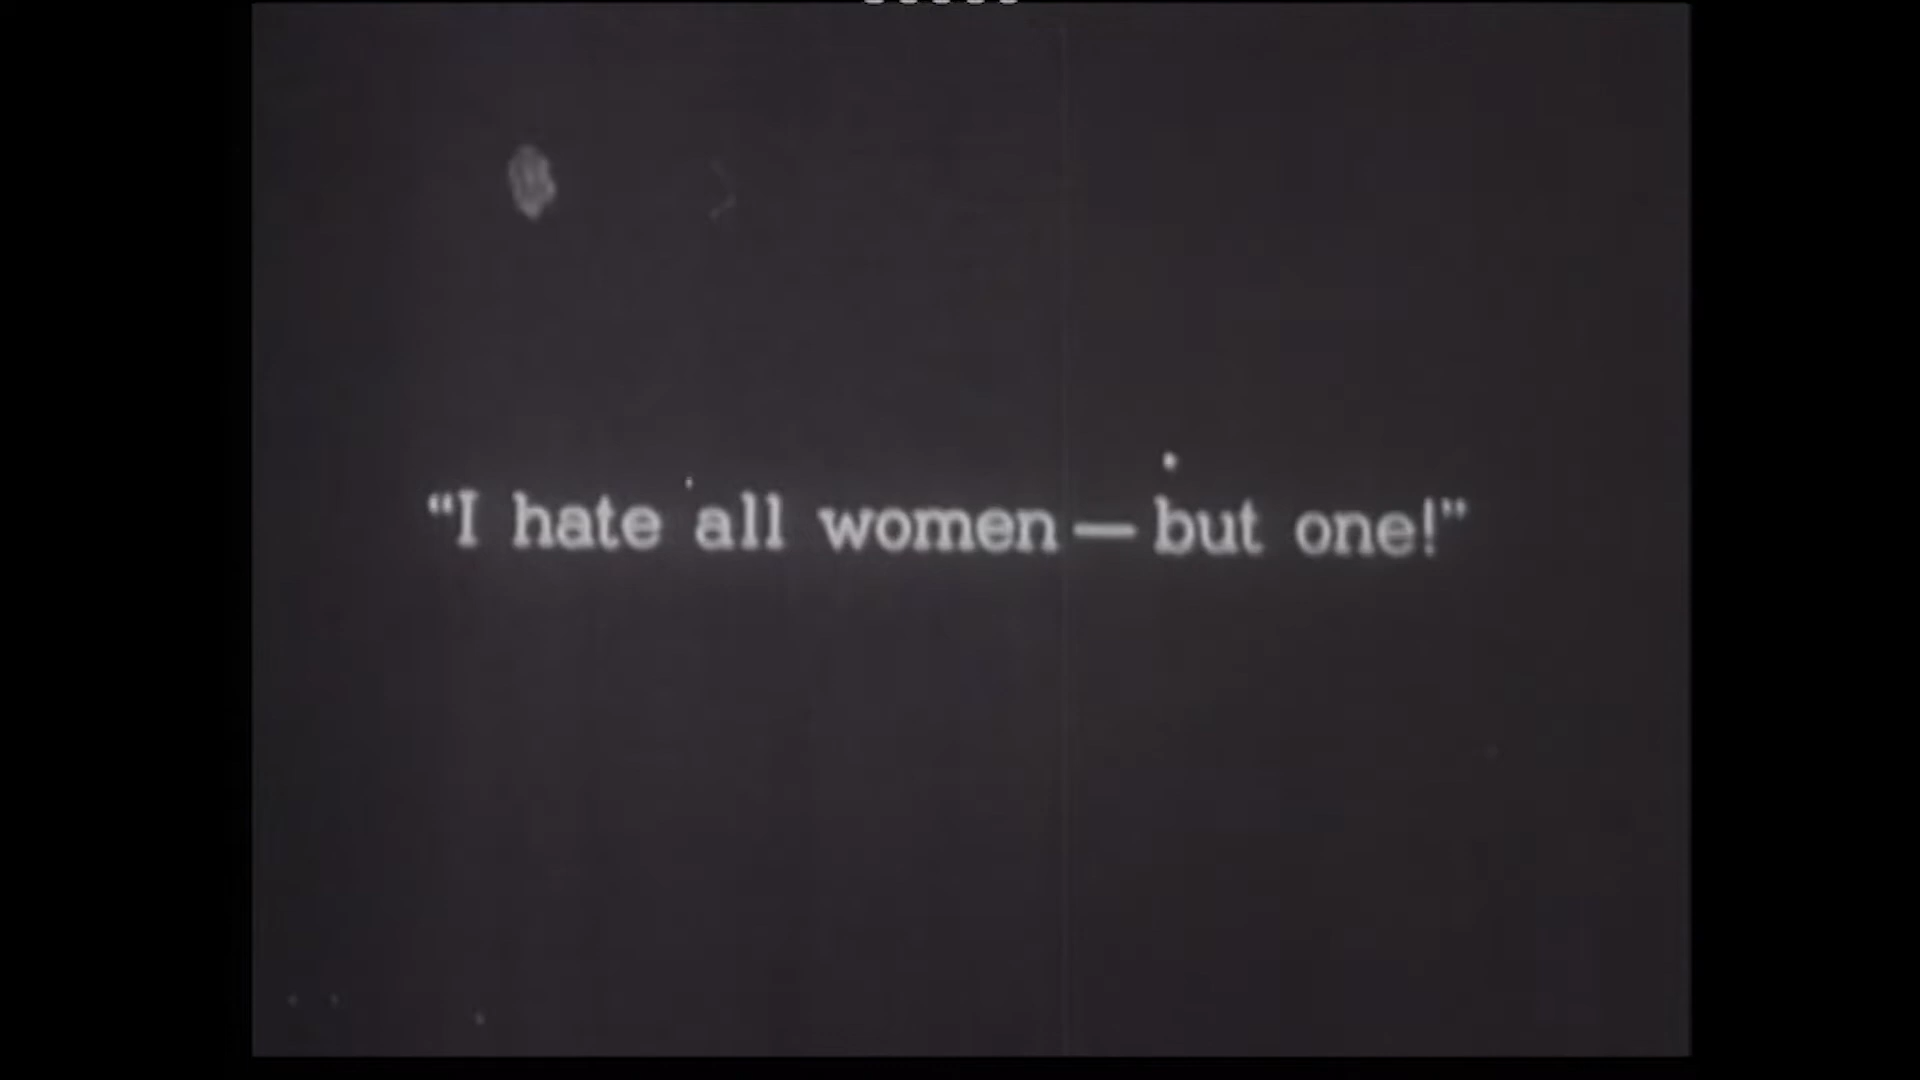 “I hate all women — but one!”